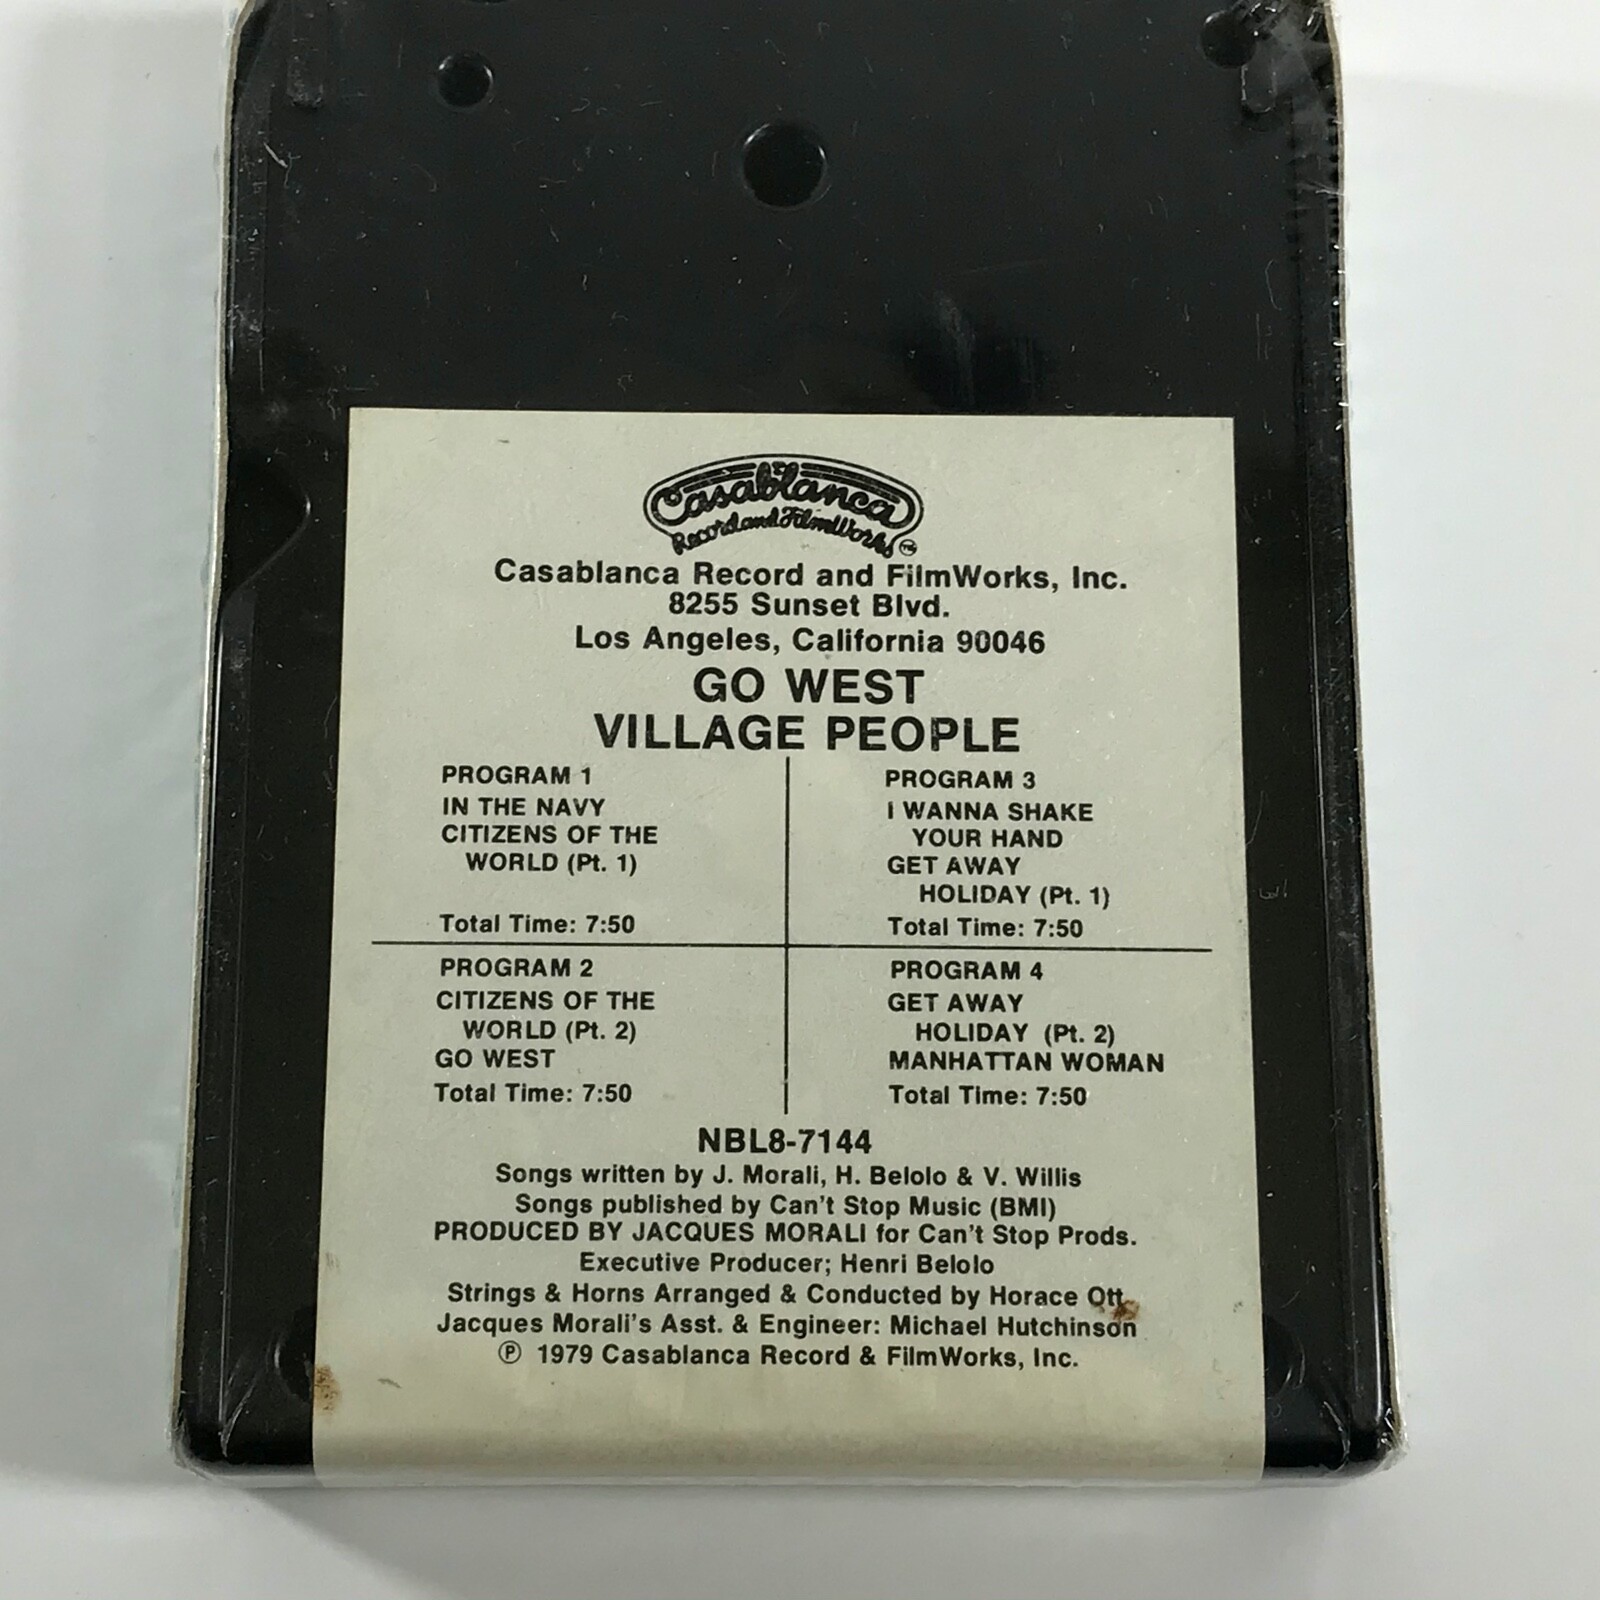 Casablanca
Record and FilmWorks
TM
Casablanca Record and FilmWorks, Inc.
8255 Sunset Blvd.
Los Angeles, California 90046
GO WEST
VILLAGE PEOPLE
PROGRAM 1
IN THE NAVY
CITIZENS OF THE
WORLD (Pt. 1)
Total Time: 7:50
PROGRAM 3
I WANNA SHAKE
YOUR HAND
GET AWAY
HOLIDAY (Pt. 1)
Total Time: 7:50
PROGRAM 2
CITIZENS OF THE
WORLD (Pt. 2)
GO WEST
Total Time: 7:50
PROGRAM 4
GET AWAY
HOLIDAY (Pt. 2)
MANHATTAN WOMAN
Total Time: 7:50
NBL8-7144
Songs written by J. Morali, H. Belolo & V. Willis
Songs published by Can't Stop Music (BMI)
PRODUCED BY JACQUES MORALI for Can't Stop Prods.
Executive Producer; Henri Belolo
Strings & Horns Arranged & Conducted by Horace Ott
Jacques Morali's Asst. & Engineer: Michael Hutchinson
Ⓟ 1979 Casablanca Record & FilmWorks, Inc.